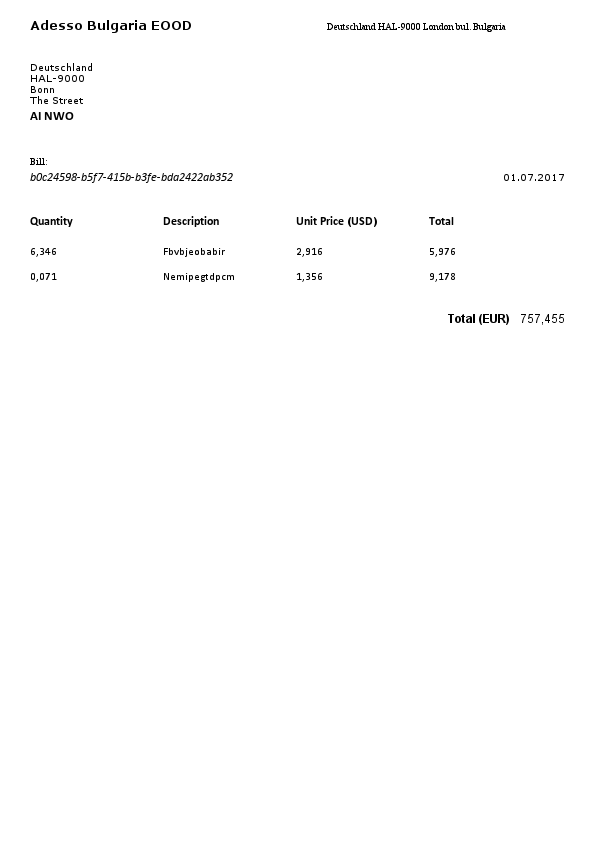 Adesso Bulgaria EOOD Deutschland HAL-9000 London bul. Bulgaria
Deutschland
HAL-9000
Bonn
The Street
AI NWO
Bill:
b0c24598-b5f7-415b-b3fe-bda2422ab352 01.07.2017
Quantity Description Unit Price (USD) Total
6,346 Fbvbjeobabir 2,916 5,976
0,071 Nemipegtdpcm 1,356 9,178
Total (EUR) 757,455